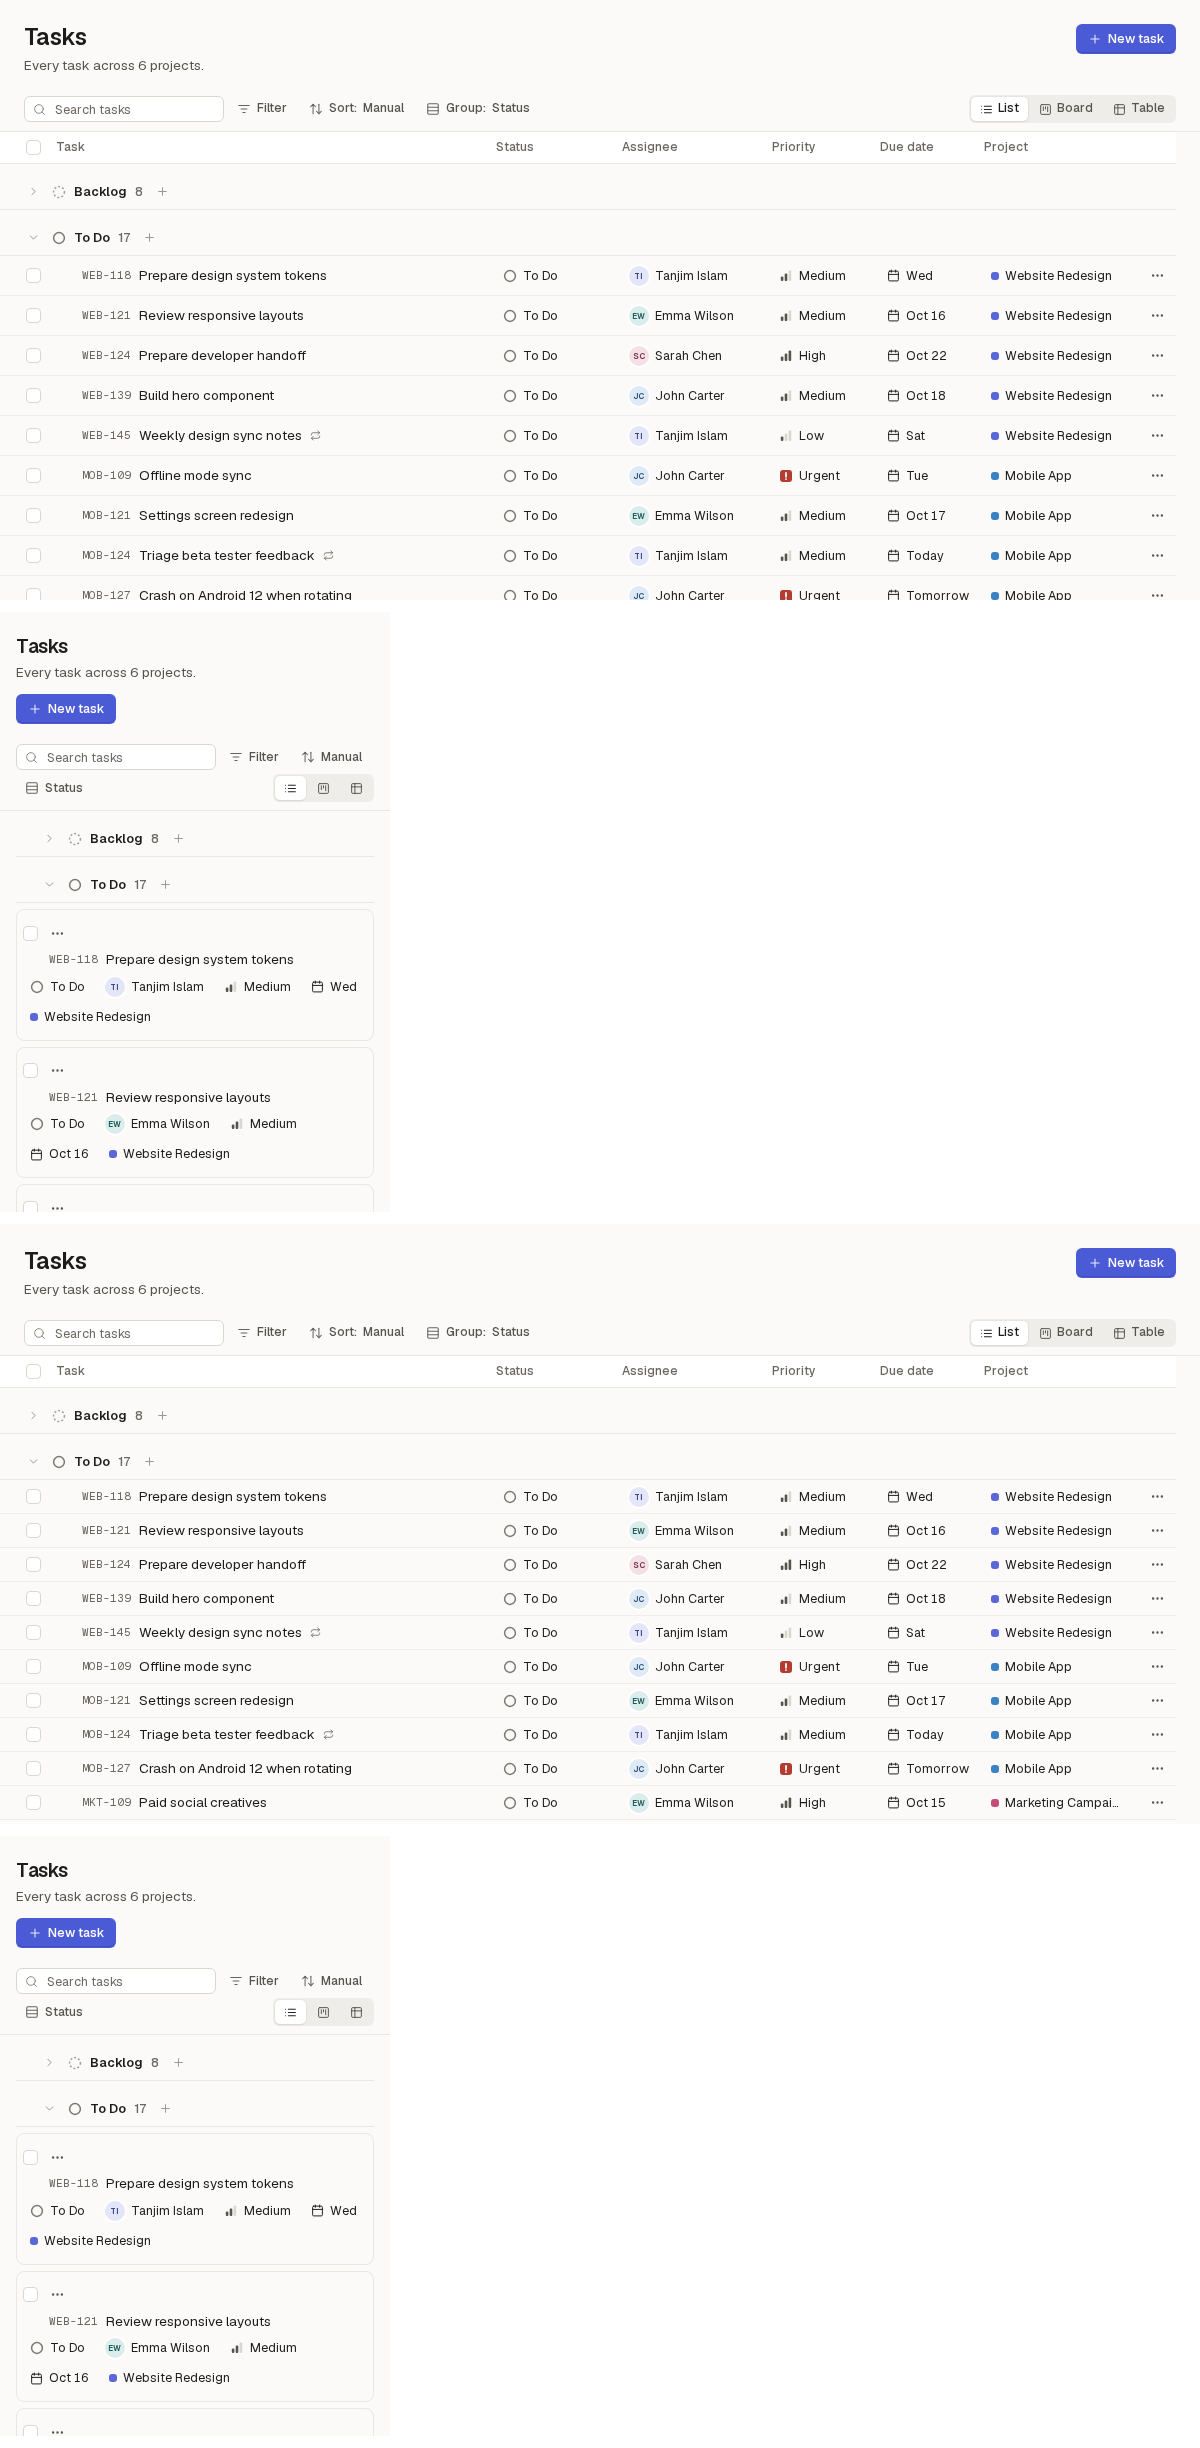 Tasks
New task
Every task across 6 projects.
Search tasks Filter Sort: Manual Group: Status List Board Table
Task Status Assignee Priority Due date Project
Backlog 8
To Do 17
WEB-118 Prepare design system tokens To Do TI Tanjim Islam Medium Wed Website Redesign
WEB-121 Review responsive layouts To Do EW Emma Wilson Medium Oct 16 Website Redesign
WEB-124 Prepare developer handoff To Do SC Sarah Chen High Oct 22 Website Redesign
WEB-139 Build hero component To Do JC John Carter Medium Oct 18 Website Redesign
WEB-145 Weekly design sync notes To Do TI Tanjim Islam Low Sat Website Redesign
MOB-109 Offline mode sync To Do JC John Carter Urgent Tue Mobile App
MOB-121 Settings screen redesign To Do EW Emma Wilson Medium Oct 17 Mobile App
MOB-124 Triage beta tester feedback To Do TI Tanjim Islam Medium Today Mobile App
MOB-127 Crash on Android 12 when rotating To Do JC John Carter Urgent Tomorrow Mobile App
Tasks
Every task across 6 projects.
New task
Search tasks Filter Manual
Status
Backlog 8
To Do 17
WEB-118 Prepare design system tokens
To Do TI Tanjim Islam Medium Wed
Website Redesign
WEB-121 Review responsive layouts
To Do EW Emma Wilson Medium
Oct 16 Website Redesign
Tasks
New task
Every task across 6 projects.
Search tasks Filter Sort: Manual Group: Status List Board Table
Task Status Assignee Priority Due date Project
Backlog 8
To Do 17
WEB-118 Prepare design system tokens To Do TI Tanjim Islam Medium Wed Website Redesign
WEB-121 Review responsive layouts To Do EW Emma Wilson Medium Oct 16 Website Redesign
WEB-124 Prepare developer handoff To Do SC Sarah Chen High Oct 22 Website Redesign
WEB-139 Build hero component To Do JC John Carter Medium Oct 18 Website Redesign
WEB-145 Weekly design sync notes To Do TI Tanjim Islam Low Sat Website Redesign
MOB-109 Offline mode sync To Do JC John Carter Urgent Tue Mobile App
MOB-121 Settings screen redesign To Do EW Emma Wilson Medium Oct 17 Mobile App
MOB-124 Triage beta tester feedback To Do TI Tanjim Islam Medium Today Mobile App
MOB-127 Crash on Android 12 when rotating To Do JC John Carter Urgent Tomorrow Mobile App
MKT-109 Paid social creatives To Do EW Emma Wilson High Oct 15 Marketing Campai…
Tasks
Every task across 6 projects.
New task
Search tasks Filter Manual
Status
Backlog 8
To Do 17
WEB-118 Prepare design system tokens
To Do TI Tanjim Islam Medium Wed
Website Redesign
WEB-121 Review responsive layouts
To Do EW Emma Wilson Medium
Oct 16 Website Redesign